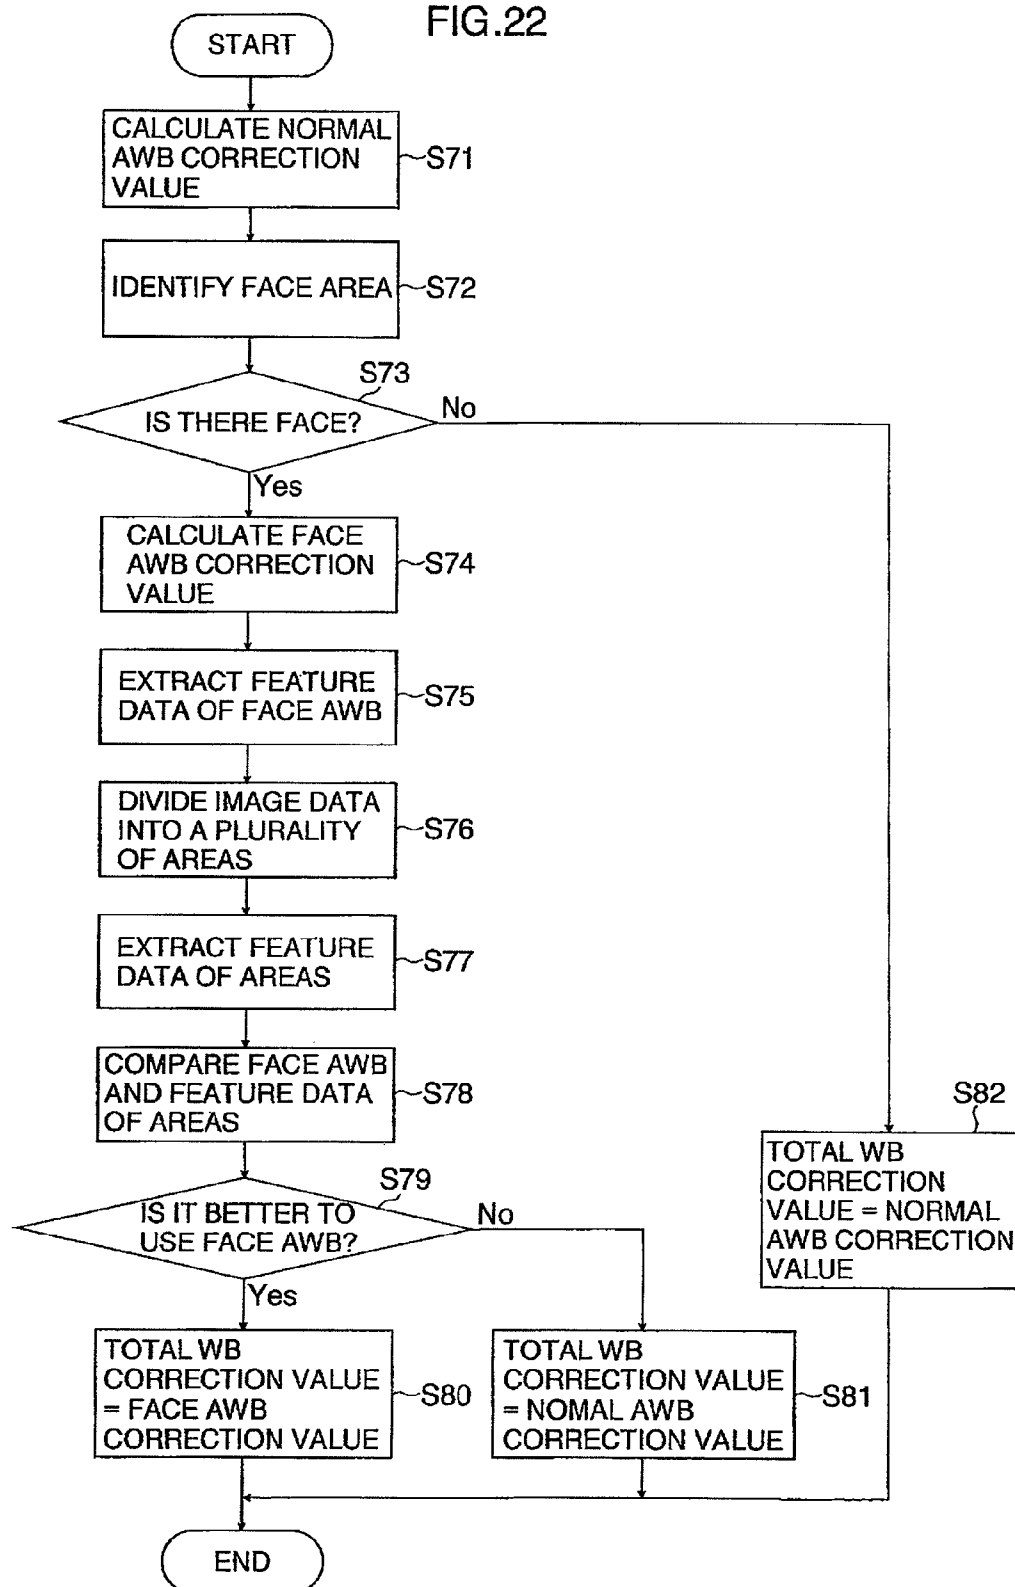 FIG.22
START
CALCULATE NORMAL
AWB CORRECTION
VALUE
S71
IDENTIFY FACE AREA
S72
S73
IS THERE FACE?
No
Yes
CALCULATE FACE
AWB CORRECTION
VALUE
S74
EXTRACT FEATURE
DATA OF FACE AWB
S75
DIVIDE IMAGE DATA
INTO A PLURALITY
OF AREAS
S76
EXTRACT FEATURE
DATA OF AREAS
S77
COMPARE FACE AWB
AND FEATURE DATA
OF AREAS
S78
S79
IS IT BETTER TO
USE FACE AWB?
No
Yes
S82
TOTAL WB
CORRECTION
VALUE = NORMAL
AWB CORRECTION
VALUE
TOTAL WB
CORRECTION VALUE
= FACE AWB
CORRECTION VALUE
S80
TOTAL WB
CORRECTION VALUE
= NOMAL AWB
CORRECTION VALUE
S81
END